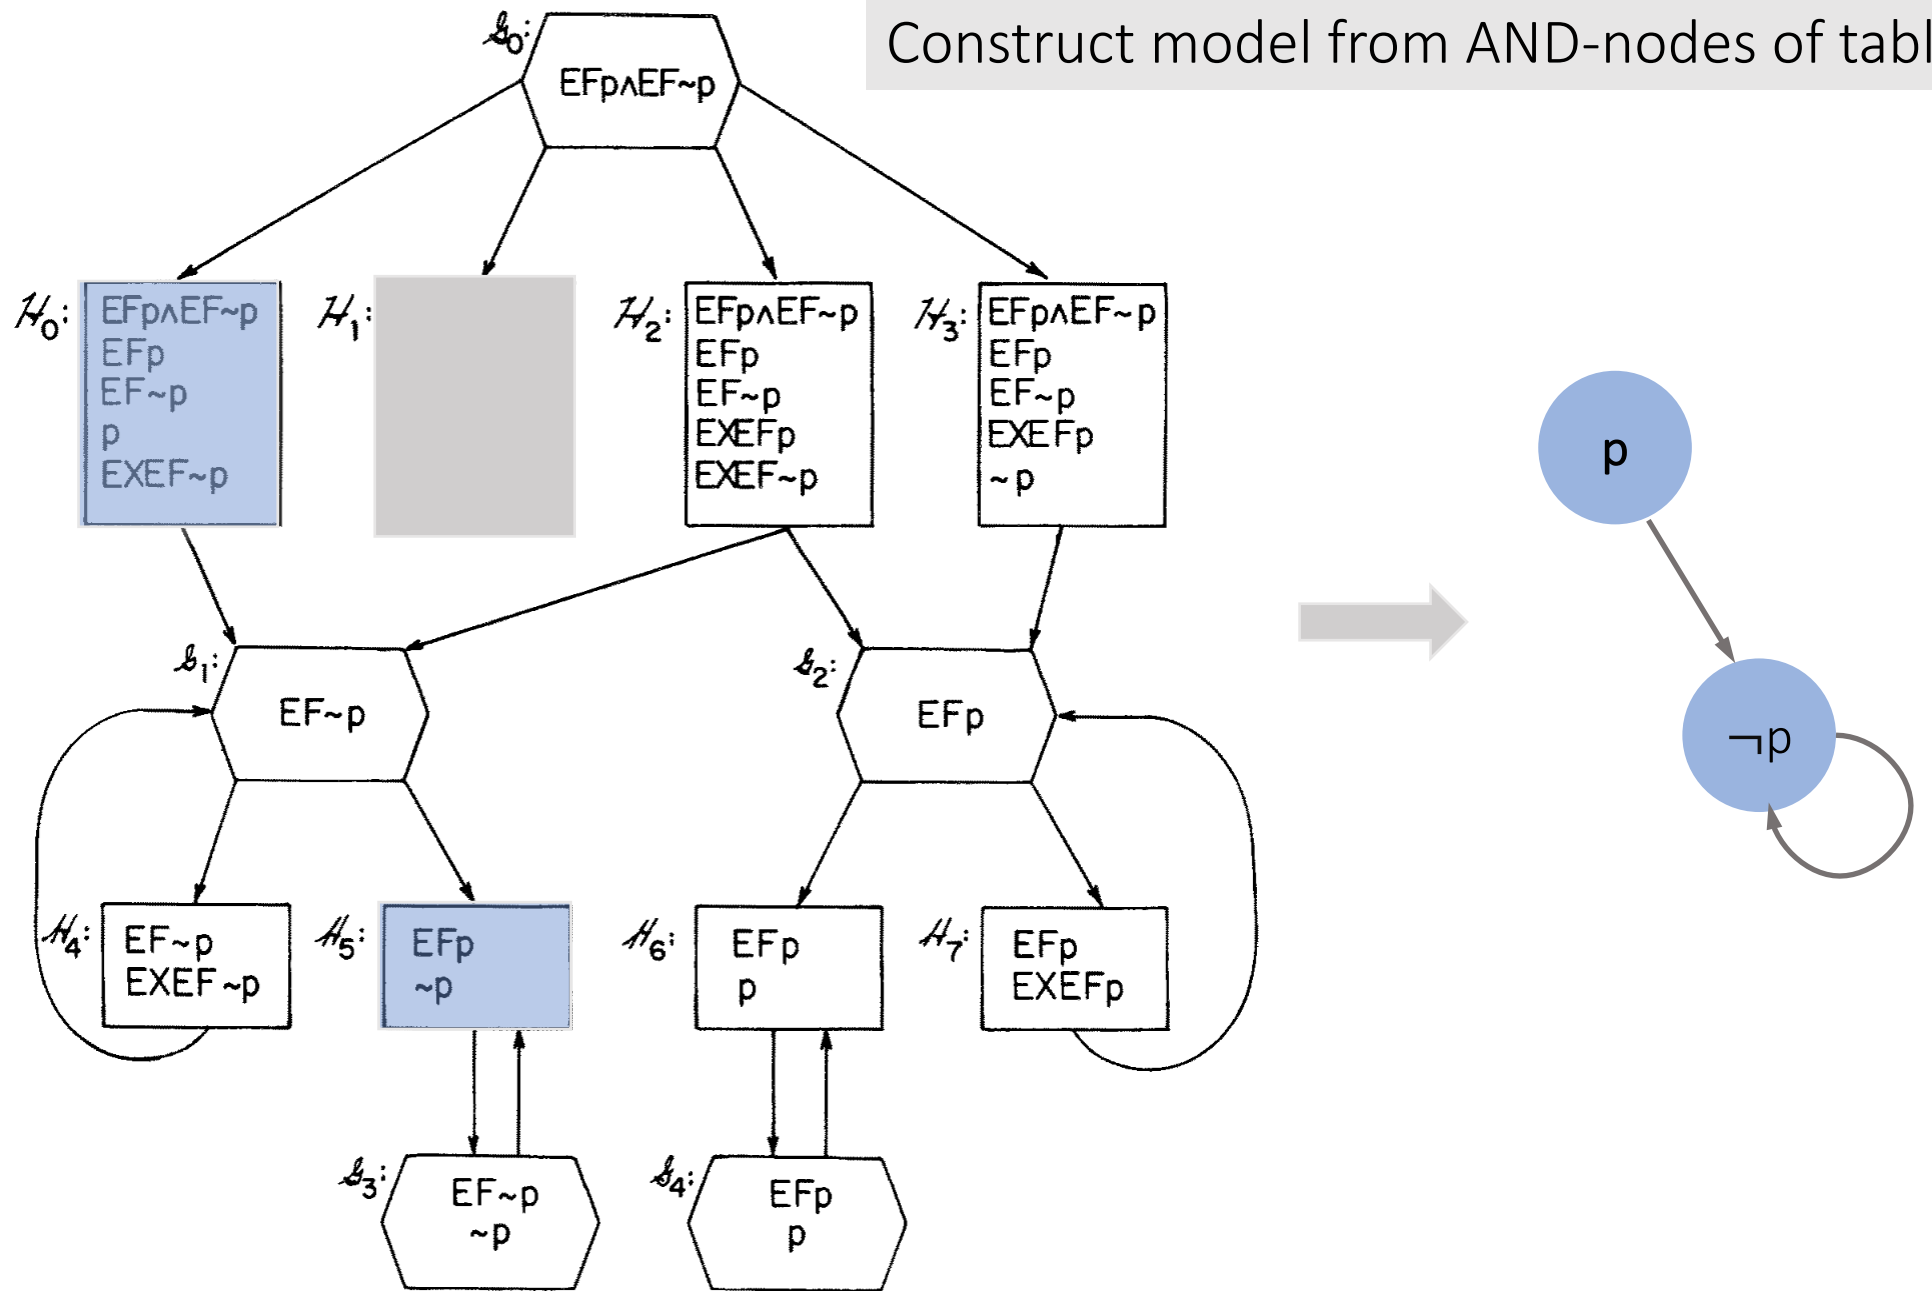 Construct model from AND-nodes of tabl
𝒢0:
EFp∧EF~p
ℋ0:
EFp∧EF~p
EFp
EF~p
p
EXEF~p
ℋ1:
ℋ2:
EFp∧EF~p
EFp
EF~p
EXEFp
EXEF~p
ℋ3:
EFp∧EF~p
EFp
EF~p
EXEFp
~p
p
¬p
𝒢1:
EF~p
𝒢2:
EFp
ℋ4:
EF~p
EXEF~p
ℋ5:
EFp
~p
ℋ6:
EFp
p
ℋ7:
EFp
EXEFp
𝒢3:
EF~p
~p
𝒢4:
EFp
p